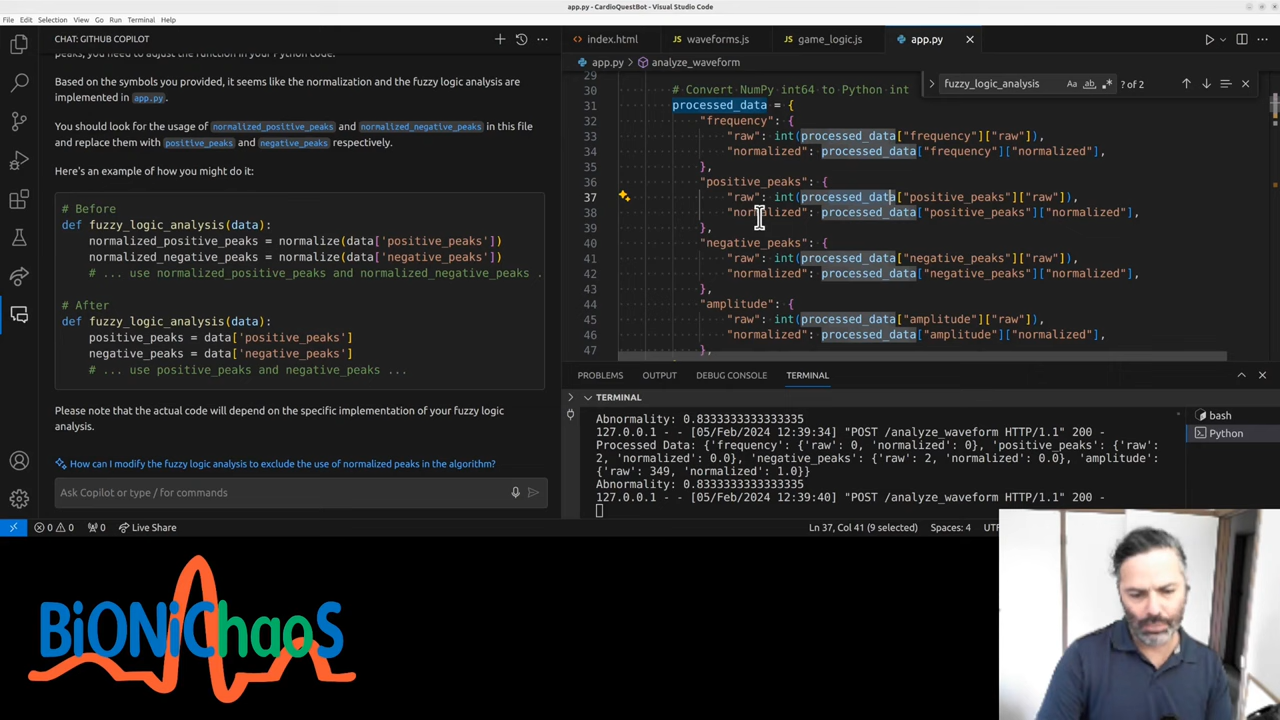 app.py - CardioQuestBot - Visual Studio Code
File Edit Selection View Go Run Terminal Help
CHAT: GITHUB COPILOT
index.html
waveforms.js
game_logic.js
app.py
app.py > analyze_waveform
fuzzy_logic_analysis
Aa ab .*
? of 2
peaks, you need to adjust the function in your Python code.
Based on the symbols you provided, it seems like the normalization and the fuzzy logic analysis are
implemented in app.py.
You should look for the usage of normalized_positive_peaks and normalized_negative_peaks in this file
and replace them with positive_peaks and negative_peaks respectively.
Here's an example of how you might do it:
# Before
def fuzzy_logic_analysis(data):
normalized_positive_peaks = normalize(data['positive_peaks'])
normalized_negative_peaks = normalize(data['negative_peaks'])
# ... use normalized_positive_peaks and normalized_negative_peaks .
# After
def fuzzy_logic_analysis(data):
positive_peaks = data['positive_peaks']
negative_peaks = data['negative_peaks']
# ... use positive_peaks and negative_peaks ...
Please note that the actual code will depend on the specific implementation of your fuzzy logic
analysis.
How can I modify the fuzzy logic analysis to exclude the use of normalized peaks in the algorithm?
Ask Copilot or type / for commands
29
30 # Convert NumPy int64 to Python int
31 processed_data = {
32 "frequency": {
33 "raw": int(processed_data["frequency"]["raw"]),
34 "normalized": processed_data["frequency"]["normalized"],
35 },
36 "positive_peaks": {
37 "raw": int(processed_data["positive_peaks"]["raw"]),
38 "normalized": processed_data["positive_peaks"]["normalized"],
39 },
40 "negative_peaks": {
41 "raw": int(processed_data["negative_peaks"]["raw"]),
42 "normalized": processed_data["negative_peaks"]["normalized"],
43 },
44 "amplitude": {
45 "raw": int(processed_data["amplitude"]["raw"]),
46 "normalized": processed_data["amplitude"]["normalized"],
47 },
PROBLEMS OUTPUT DEBUG CONSOLE TERMINAL
TERMINAL
Abnormality: 0.8333333333333335
127.0.0.1 - - [05/Feb/2024 12:39:34] "POST /analyze_waveform HTTP/1.1" 200 -
Processed Data: {'frequency': {'raw': 0, 'normalized': 0}, 'positive_peaks': {'raw':
2, 'normalized': 0.0}, 'negative_peaks': {'raw': 2, 'normalized': 0.0}, 'amplitude':
{'raw': 349, 'normalized': 1.0}}
Abnormality: 0.8333333333333335
127.0.0.1 - - [05/Feb/2024 12:39:40] "POST /analyze_waveform HTTP/1.1" 200 -
bash
Python
0 0 0 Live Share
Ln 37, Col 41 (9 selected) Spaces: 4
BiONiChaoS